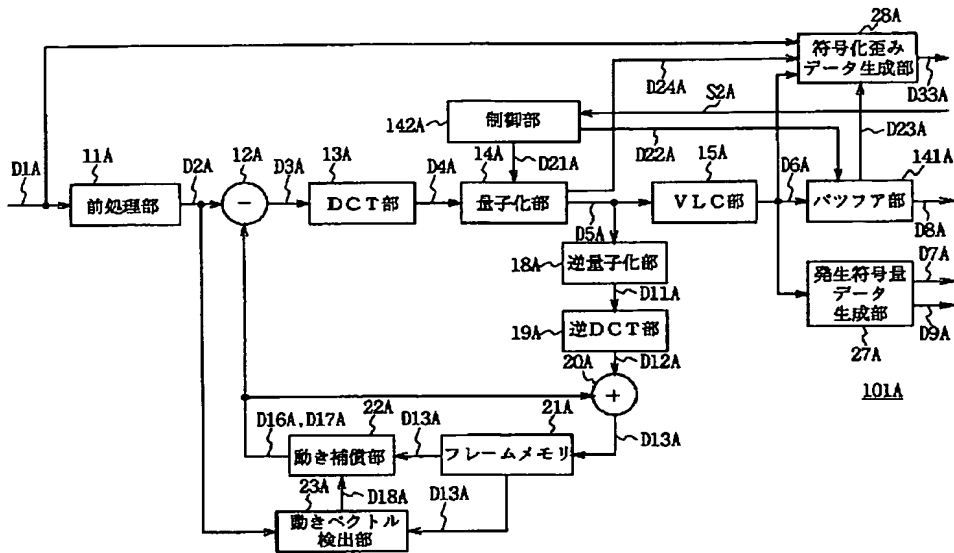 28A
符号化歪み
データ生成部
D33A
D24A
S2A
142A
制御部
D23A
D22A
D21A
D1A
11A
D2A
12A
D3A
13A
D4A
14A
15A
D6A
141A
前処理部
−
DCT部
量子化部
D5A
VLC部
バツフア部
D8A
18A
逆量子化部
D11A
発生符号量
データ
生成部
D7A
D9A
27A
19A
逆DCT部
D12A
20A
+
101A
D16A,D17A
22A
D13A
21A
D13A
動き補償部
フレームメモリ
23A
D18A
D13A
動きベクトル
検出部